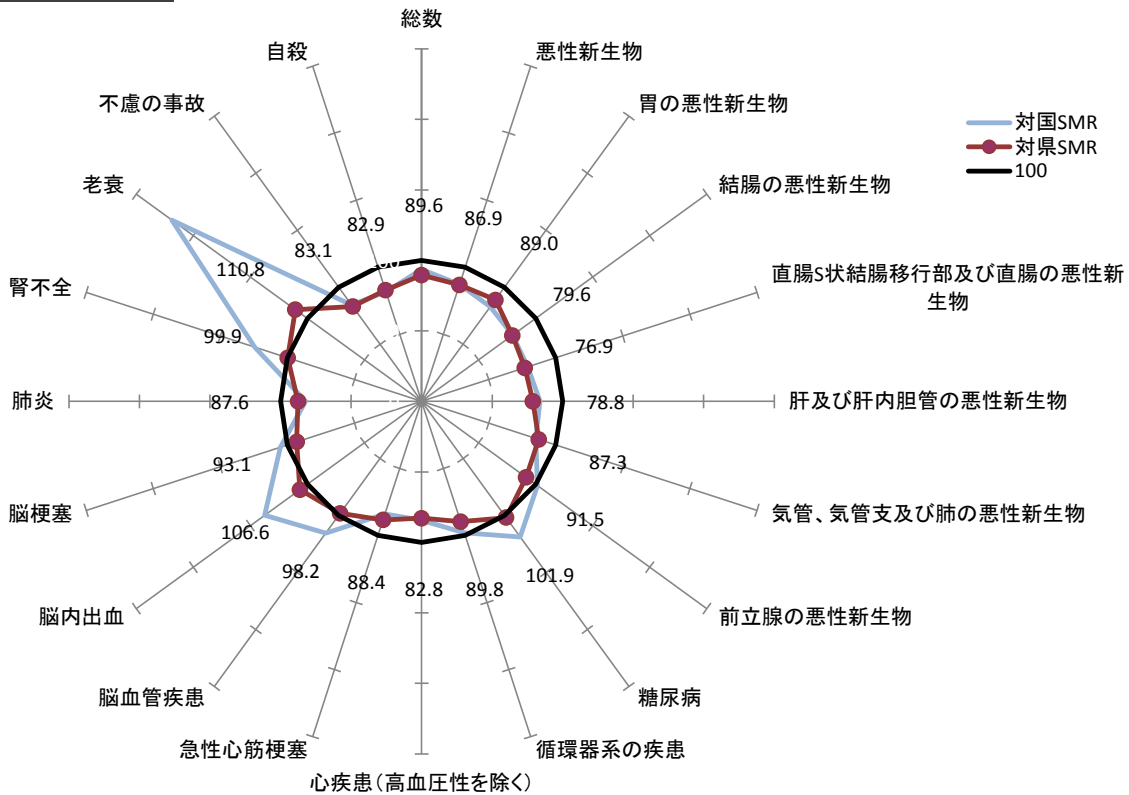 総数
自殺
悪性新生物
不慮の事故
胃の悪性新生物
対国SMR
対県SMR
100
老衰
結腸の悪性新生物
82.9
89.6
86.9
83.1
89.0
110.8
100
79.6
腎不全
直腸S状結腸移行部及び直腸の悪性新
生物
99.9
76.9
肺炎
87.6
78.8
肝及び肝内胆管の悪性新生物
93.1
87.3
脳梗塞
気管、気管支及び肺の悪性新生物
106.6
91.5
98.2
88.4
82.8
89.8
101.9
脳内出血
前立腺の悪性新生物
脳血管疾患
糖尿病
急性心筋梗塞
循環器系の疾患
心疾患(高血圧性を除く)